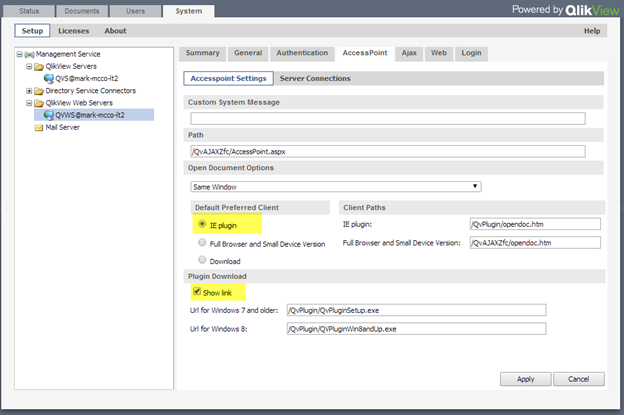 Status Documents Users System Powered by QlikView
Setup Licenses About Help
Management Service
QlikView Servers
QVS@mark-mcco-lt2
Directory Service Connectors
QlikView Web Servers
QVWS@mark-mcco-lt2
Mail Server
Summary General Authentication AccessPoint Ajax Web Login
Accesspoint Settings Server Connections
Custom System Message
Path
/QvAJAXZfc/AccessPoint.aspx
Open Document Options
Same Window
Default Preferred Client Client Paths
IE plugin IE plugin: /QvPlugin/opendoc.htm
Full Browser and Small Device Version Full Browser and Small Device Version: /QvAJAXZfc/opendoc.htm
Download
Plugin Download
Show link
Url for Windows 7 and older: /QvPlugin/QvPluginSetup.exe
Url for Windows 8: /QvPlugin/QVPluginWin8andUp.exe
Apply Cancel